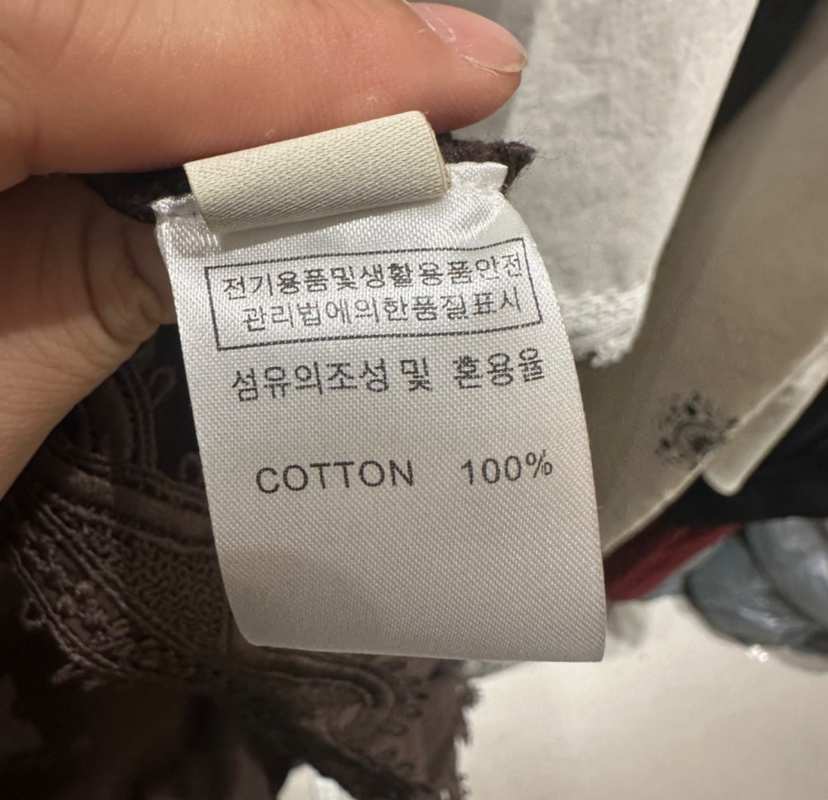 전기용품및생활용품안전
관리법에의한품질표시
섬유의조성 및 혼용율
COTTON 100%